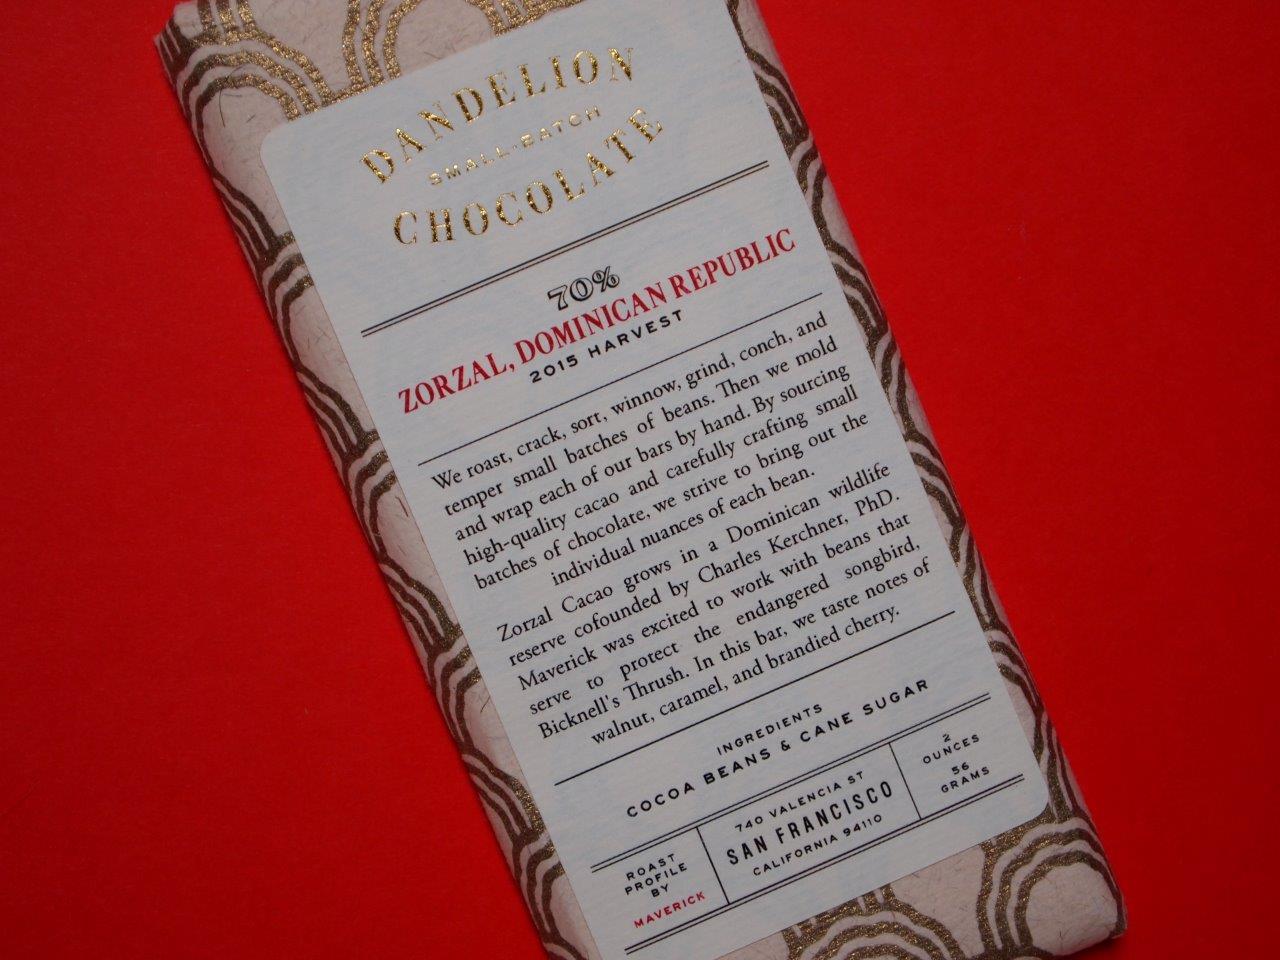 DANDELION
SMALL-BATCH
CHOCOLATE
70%
ZORZAL, DOMINICAN REPUBLIC
2015 HARVEST
We roast, crack, sort, winnow, grind, conch, and
temper small batches of beans. Then we mold
and wrap each of our bars by hand. By sourcing
high-quality cacao and carefully crafting small
batches of chocolate, we strive to bring out the
individual nuances of each bean.
Zorzal Cacao grows in a Dominican wildlife
reserve cofounded by Charles Kerchner, PhD.
Maverick was excited to work with beans that
serve to protect the endangered songbird,
Bicknell's Thrush. In this bar, we taste notes of
walnut, caramel, and brandied cherry.
INGREDIENTS
COCOA BEANS & CANE SUGAR
ROAST
PROFILE
BY
MAVERICK
740 VALENCIA ST
SAN FRANCISCO
CALIFORNIA 94110
2
OUNCES
56
GRAMS